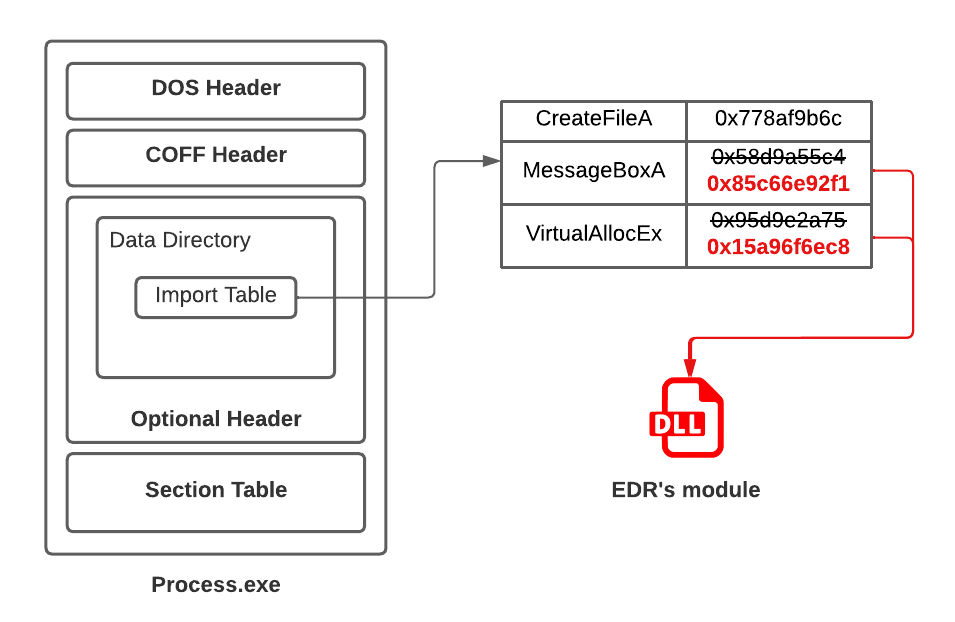 DOS Header
COFF Header
Data Directory
Import Table
Optional Header
Section Table
Process.exe
CreateFileA 0x778af9b6c
MessageBoxA 0x58d9a55c4
0x85c66e92f1
VirtualAllocEx 0x95d9e2a75
0x15a96f6ec8
DLL
EDR's module